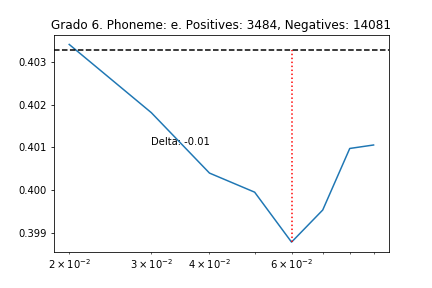 Grado 6. Phoneme: e. Positives: 3484, Negatives: 14081
0.403
0.402
0.401
0.400
0.399
Delta: -0.01
2 × 10⁻² 3 × 10⁻² 4 × 10⁻² 6 × 10⁻²